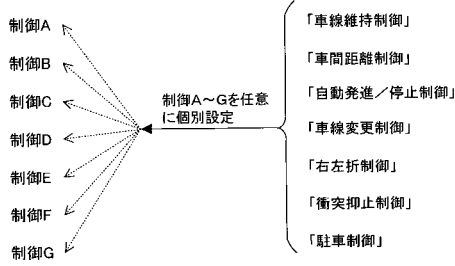 制御A
制御B
制御C
制御D
制御E
制御F
制御G
制御A～Gを任意
に個別設定
「車線維持制御」
「車間距離制御」
「自動発進／停止制御」
「車線変更制御」
「右左折制御」
「衝突抑止制御」
「駐車制御」